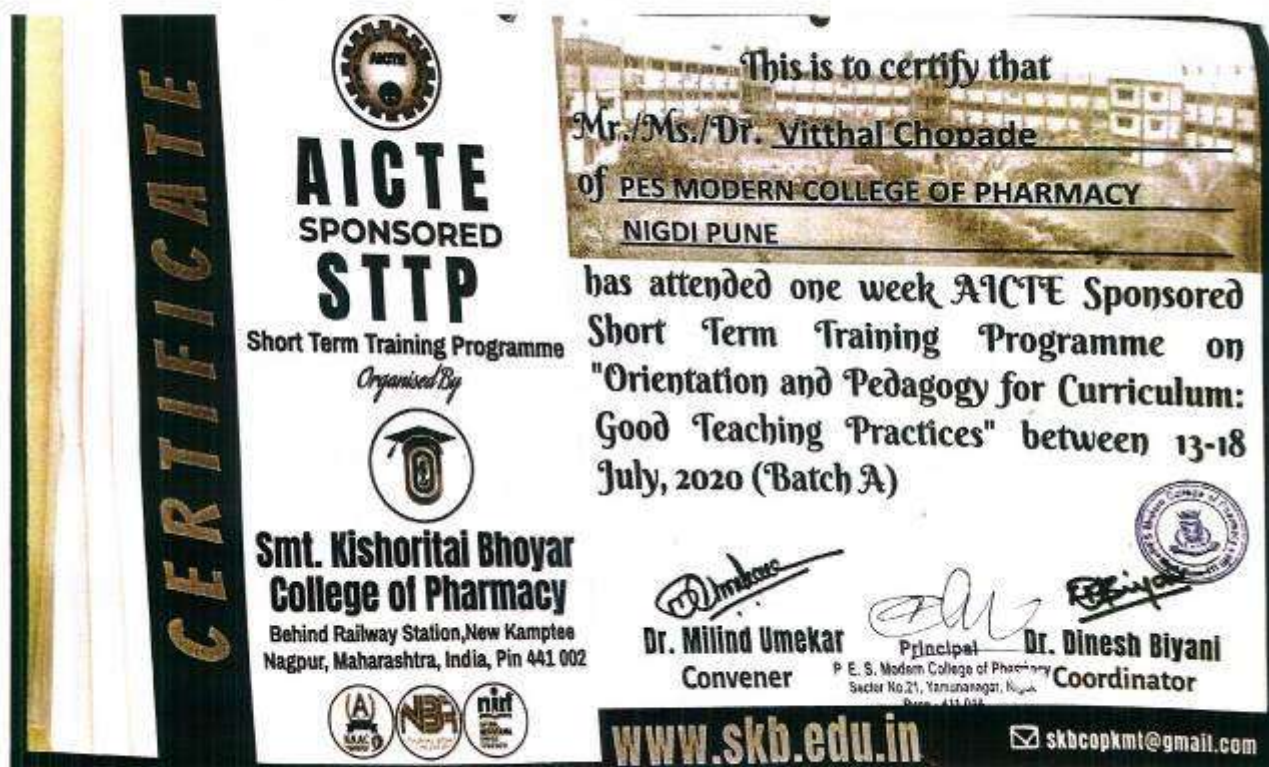 CERTIFICATE
AICTE
AICTE
SPONSORED
STTP
Short Term Training Programme
Organised By
Smt. Kishoritai Bhoyar
College of Pharmacy
Behind Railway Station,New Kamptee
Nagpur, Maharashtra, India, Pin 441 002
(A)
NAAC
NBA
nirf
This is to certify that
Mr./Ms./Dr. Vitthal Chopade
of PES MODERN COLLEGE OF PHARMACY
NIGDI PUNE
has attended one week AICTE Sponsored
Short Term Training Programme on
"Orientation and Pedagogy for Curriculum:
Good Teaching Practices" between 13-18
July, 2020 (Batch A)
Dr. Milind Umekar
Convener
Principal
P. E. S. Modern College of Pharmacy
Sector No.21, Yamunanagar,
Dr. Dinesh Biyani
Coordinator
www.skb.edu.in
skbcopkmt@gmail.com